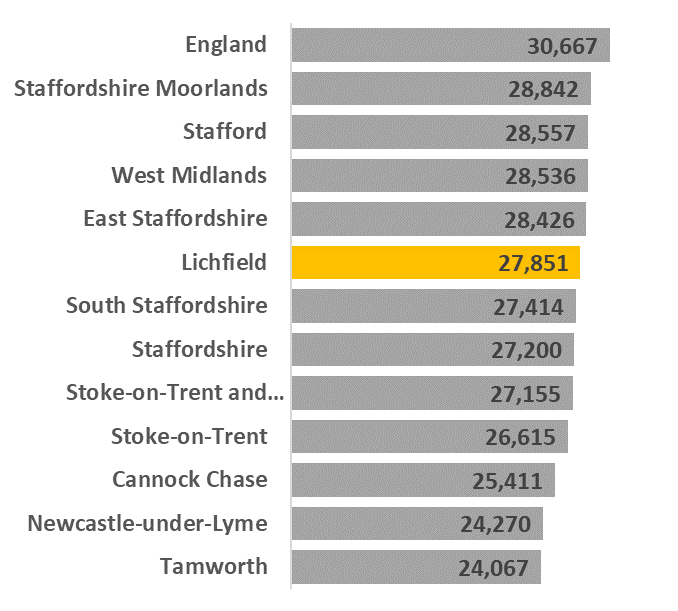 England 30,667
Staffordshire Moorlands 28,842
Stafford 28,557
West Midlands 28,536
East Staffordshire 28,426
Lichfield 27,851
South Staffordshire 27,414
Staffordshire 27,200
Stoke-on-Trent and... 27,155
Stoke-on-Trent 26,615
Cannock Chase 25,411
Newcastle-under-Lyme 24,270
Tamworth 24,067